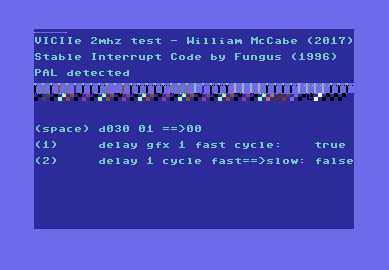 VICIIe 2mhz test - William McCabe (2017)
Stable Interrupt Code by Fungus (1996)
PAL detected
(space) d030 01 ==>00
(1) delay gfx 1 fast cycle: true
(2) delay 1 cycle fast==>slow: false